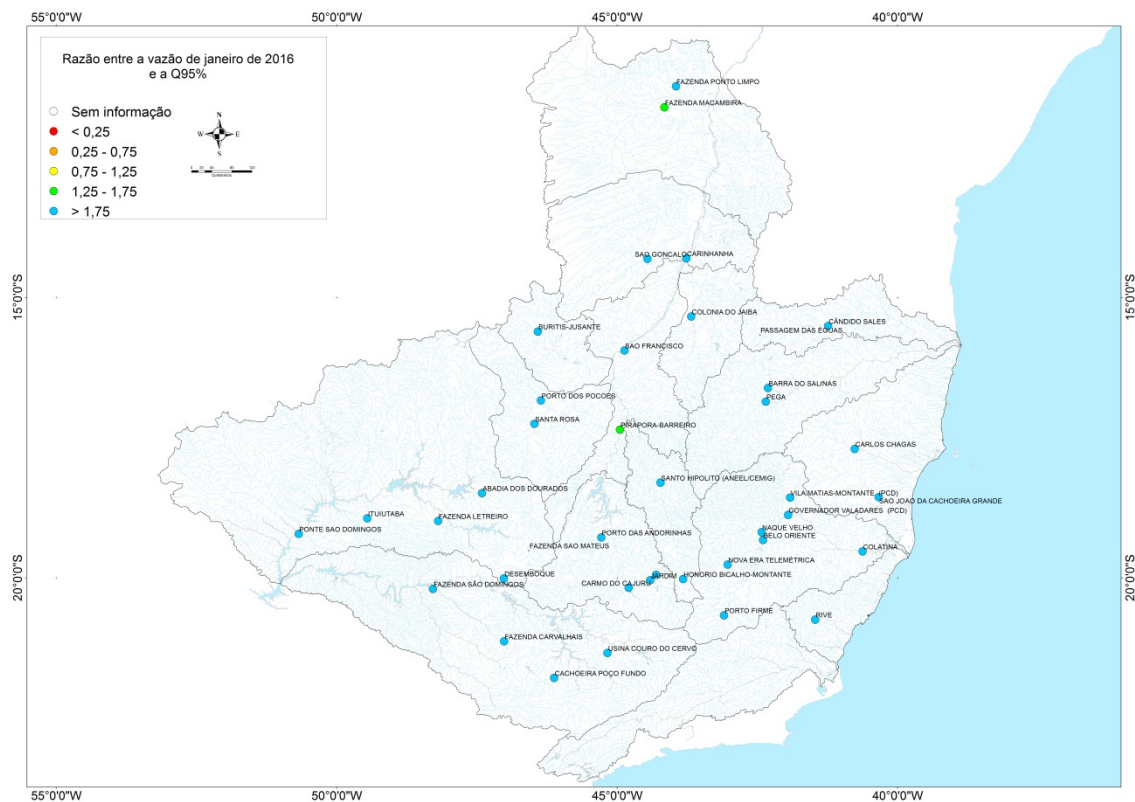 55°0'0"W 50°0'0"W 45°0'0"W 40°0'0"W
Razão entre a vazão de janeiro de 2016
e a Q95%
Sem informação
< 0,25
0,25 - 0,75
0,75 - 1,25
1,25 - 1,75
> 1,75
N
W E
S
FAZENDA PONTO LIMPO
FAZENDA MACAMBIRA
SAO GONCALO CARINHANHA
15°0'0"S 15°0'0"S
COLONIA DO JAIBA
CÂNDIDO SALES
BURITIS-JUSANTE
PASSAGEM DAS ÉGUAS
SAO FRANCISCO
BARRA DO SALINAS
PORTO DOS POCOES
PEGA
SANTA ROSA
PIRAPORA-BARREIRO
CARLOS CHAGAS
SANTO HIPOLITO (ANEEL/CEMIG)
ABADIA DOS DOURADOS
VILA MATIAS-MONTANTE (PCD)
SAO JOAO DA CACHOEIRA GRANDE
GOVERNADOR VALADARES (PCD)
ITUIUTABA
FAZENDA LETREIRO
PONTE SAO DOMINGOS
NAQUE VELHO
PORTO DAS ANDORINHAS
BELO ORIENTE
FAZENDA SAO MATEUS
COLATINA
NOVA ERA TELEMÉTRICA
20°0'0"S 20°0'0"S
DESEMBOQUE
JARDIM
HONORIO BICALHO-MONTANTE
CARMO DO CAJURU
FAZENDA SÃO DOMINGOS
PORTO FIRME
RIVE
FAZENDA CARVALHAIS
USINA COURO DO CERVO
CACHOEIRA POÇO FUNDO
55°0'0"W 50°0'0"W 45°0'0"W 40°0'0"W